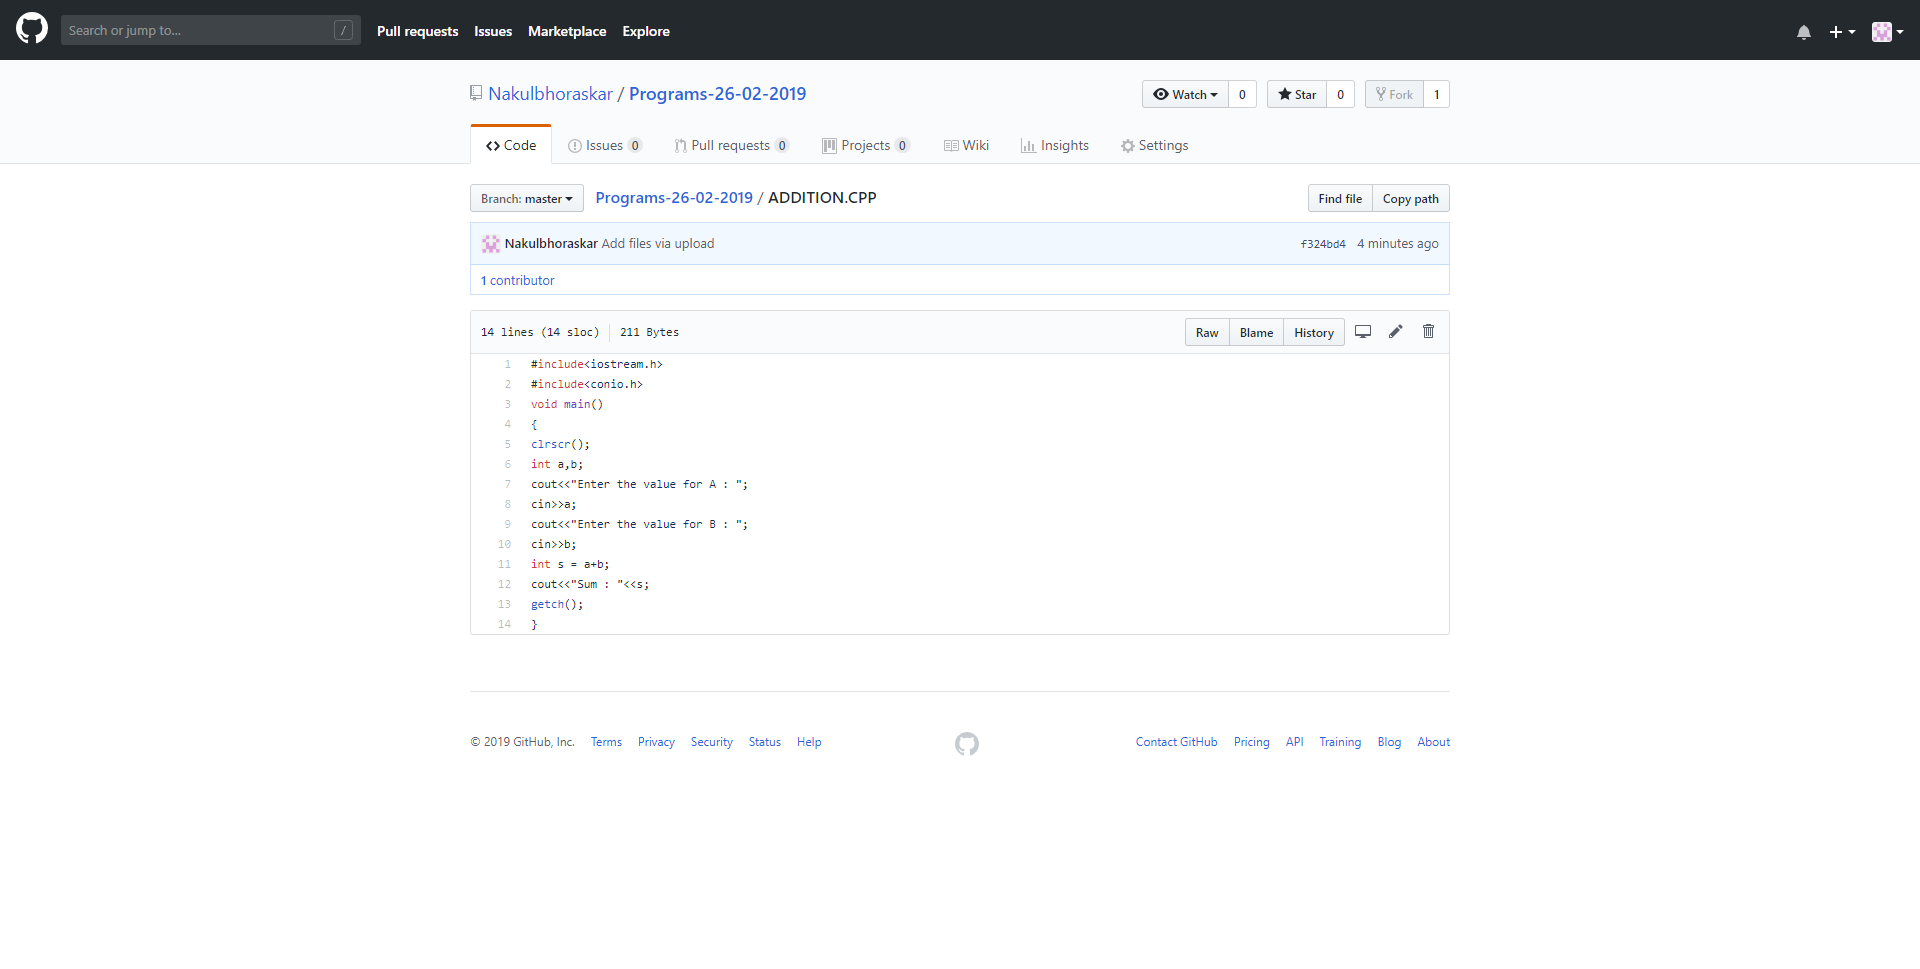 Search or jump to... /
Pull requests Issues Marketplace Explore
Nakulbhoraskar / Programs-26-02-2019
Watch 0 Star 0 Fork 1
Code Issues 0 Pull requests 0 Projects 0 Wiki Insights Settings
Branch: master Programs-26-02-2019 / ADDITION.CPP Find file Copy path
Nakulbhoraskar Add files via upload f324bd4 4 minutes ago
1 contributor
14 lines (14 sloc) 211 Bytes Raw Blame History
1 #include<iostream.h>
2 #include<conio.h>
3 void main()
4 {
5 clrscr();
6 int a,b;
7 cout<<"Enter the value for A : ";
8 cin>>a;
9 cout<<"Enter the value for B : ";
10 cin>>b;
11 int s = a+b;
12 cout<<"Sum : "<<s;
13 getch();
14 }
© 2019 GitHub, Inc. Terms Privacy Security Status Help Contact GitHub Pricing API Training Blog About